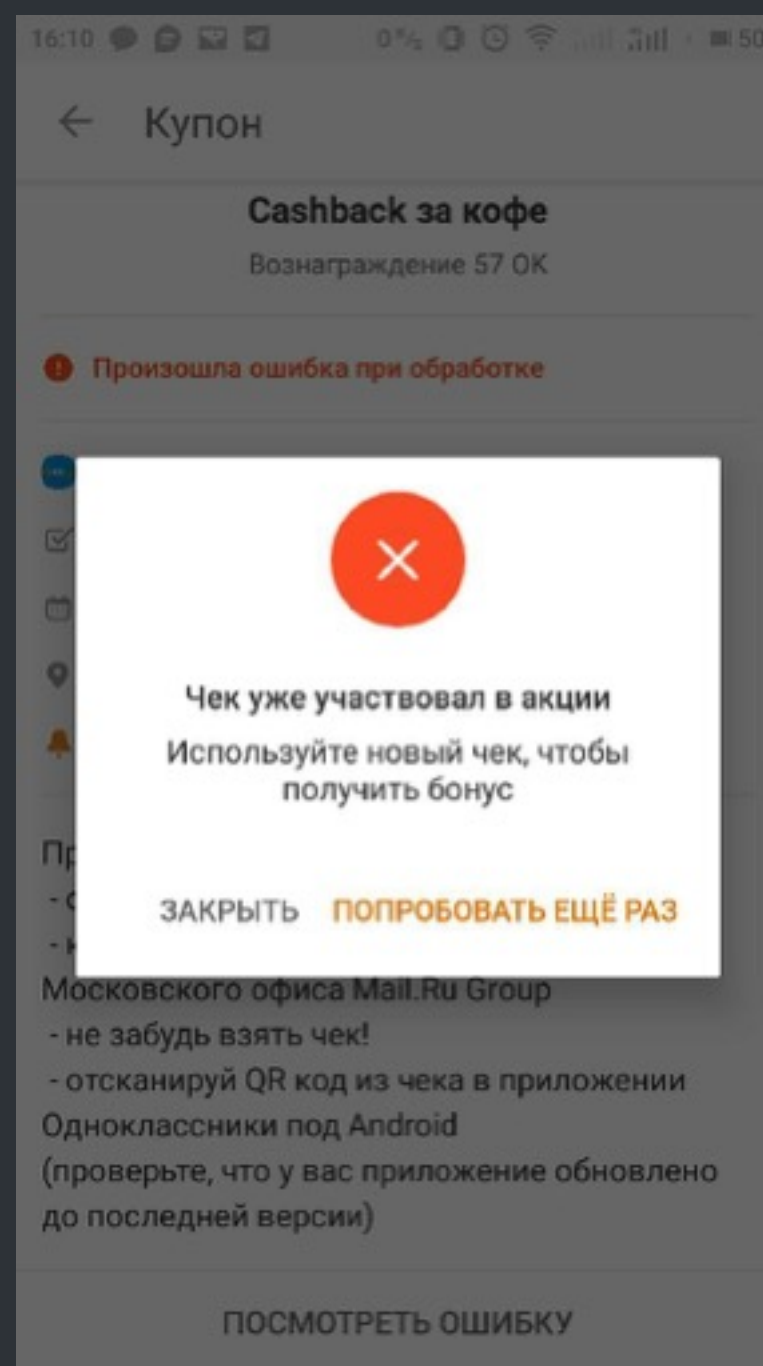 16:10
0%
50
Купон
Cashback за кофе
Вознаграждение 57 OK
Произошла ошибка при обработке
Чек уже участвовал в акции
Используйте новый чек, чтобы
получить бонус
ЗАКРЫТЬ ПОПРОБОВАТЬ ЕЩЁ РАЗ
Московского офиса Mail.Ru Group
- не забудь взять чек!
- отсканируй QR код из чека в приложении
Одноклассники под Android
(проверьте, что у вас приложение обновлено
до последней версии)
ПОСМОТРЕТЬ ОШИБКУ